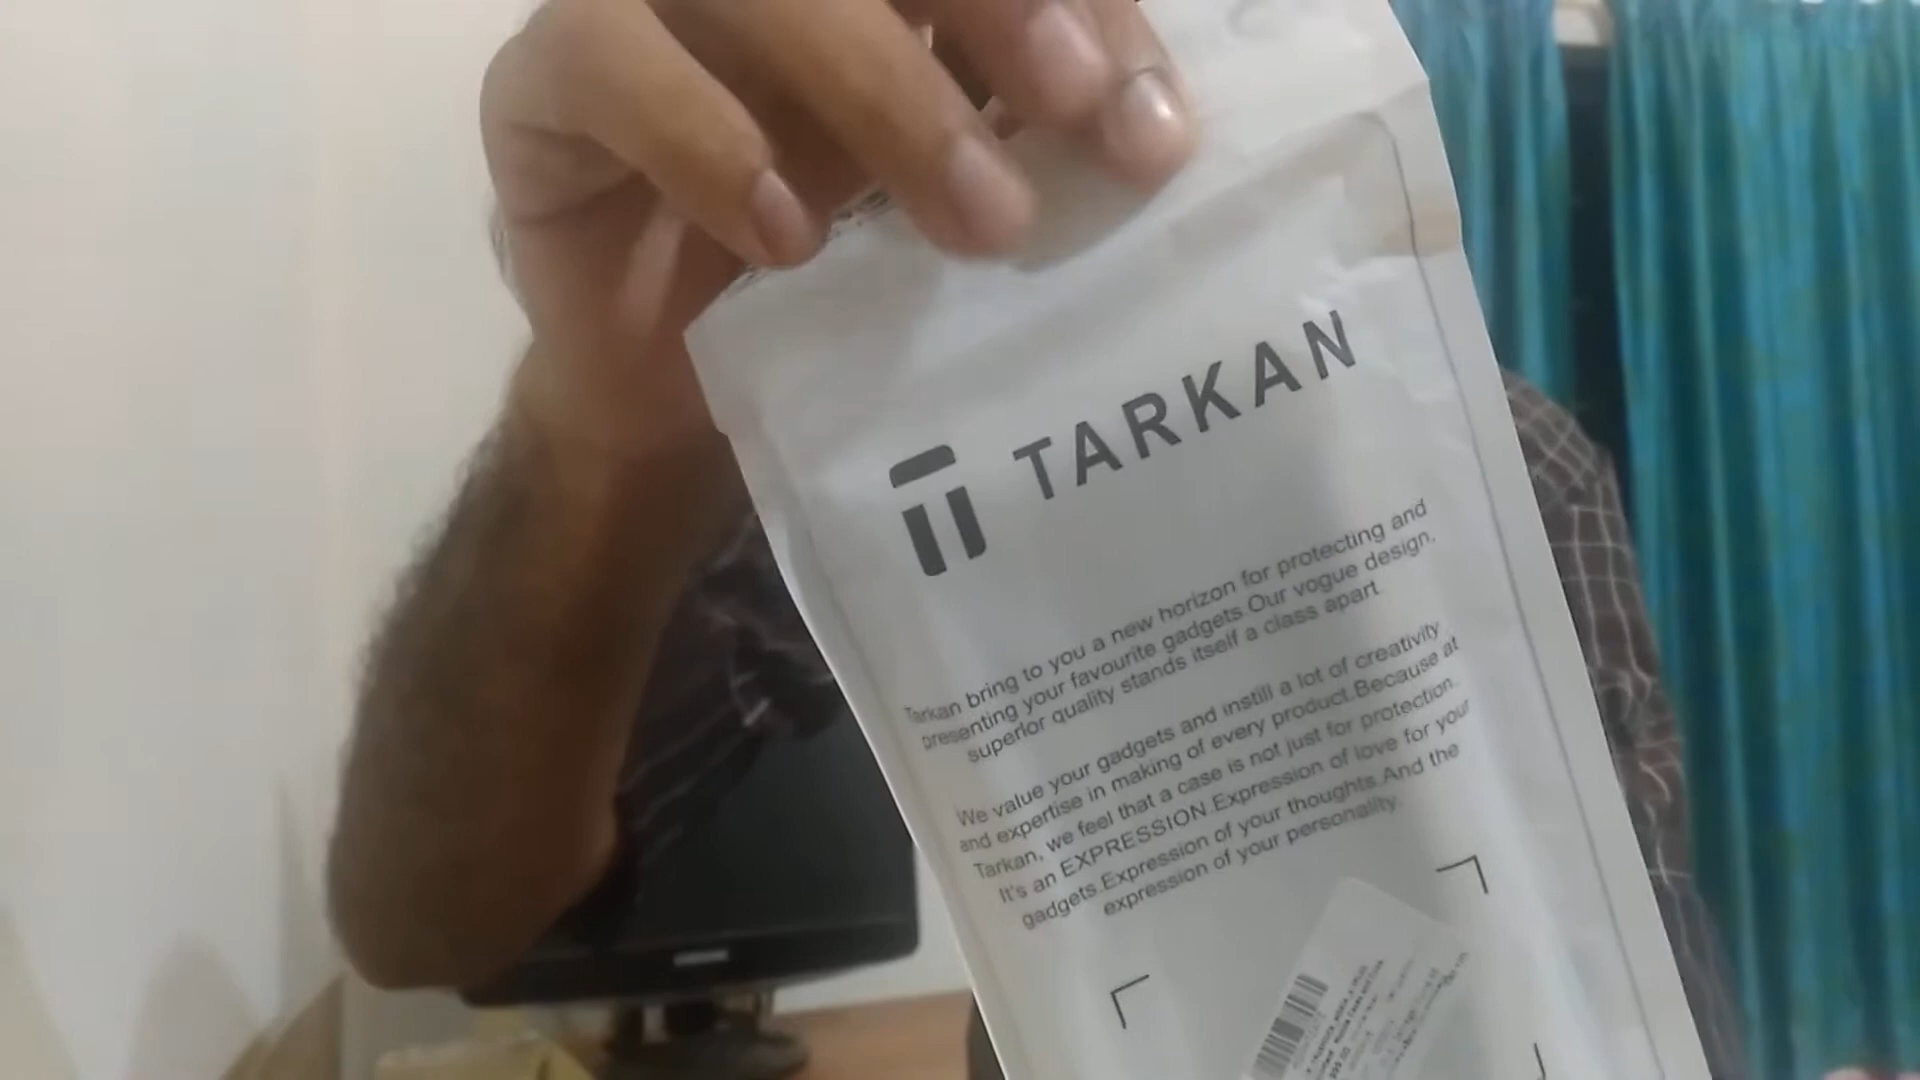 TARKAN
Tarkan bring to you a new horizon for protecting and
presenting your favourite gadgets Our vogue design,
superior quality stands itself a class apart
We value your gadgets and instill a lot of creativity
and expertise in making of every product.Because at
Tarkan, we feel that a case is not just for protection.
It's an EXPRESSION.Expression of love for your
gadgets.Expression of your thoughts.And the
expression of your personality.